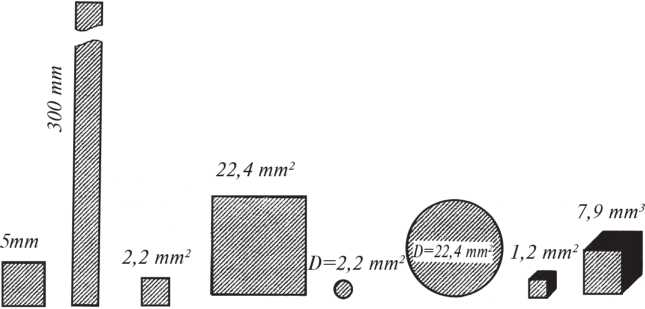 300 mm
22,4 mm²
7,9 mm³
5mm
2,2 mm²
D=2,2 mm²
D=22,4 mm²
1,2 mm²